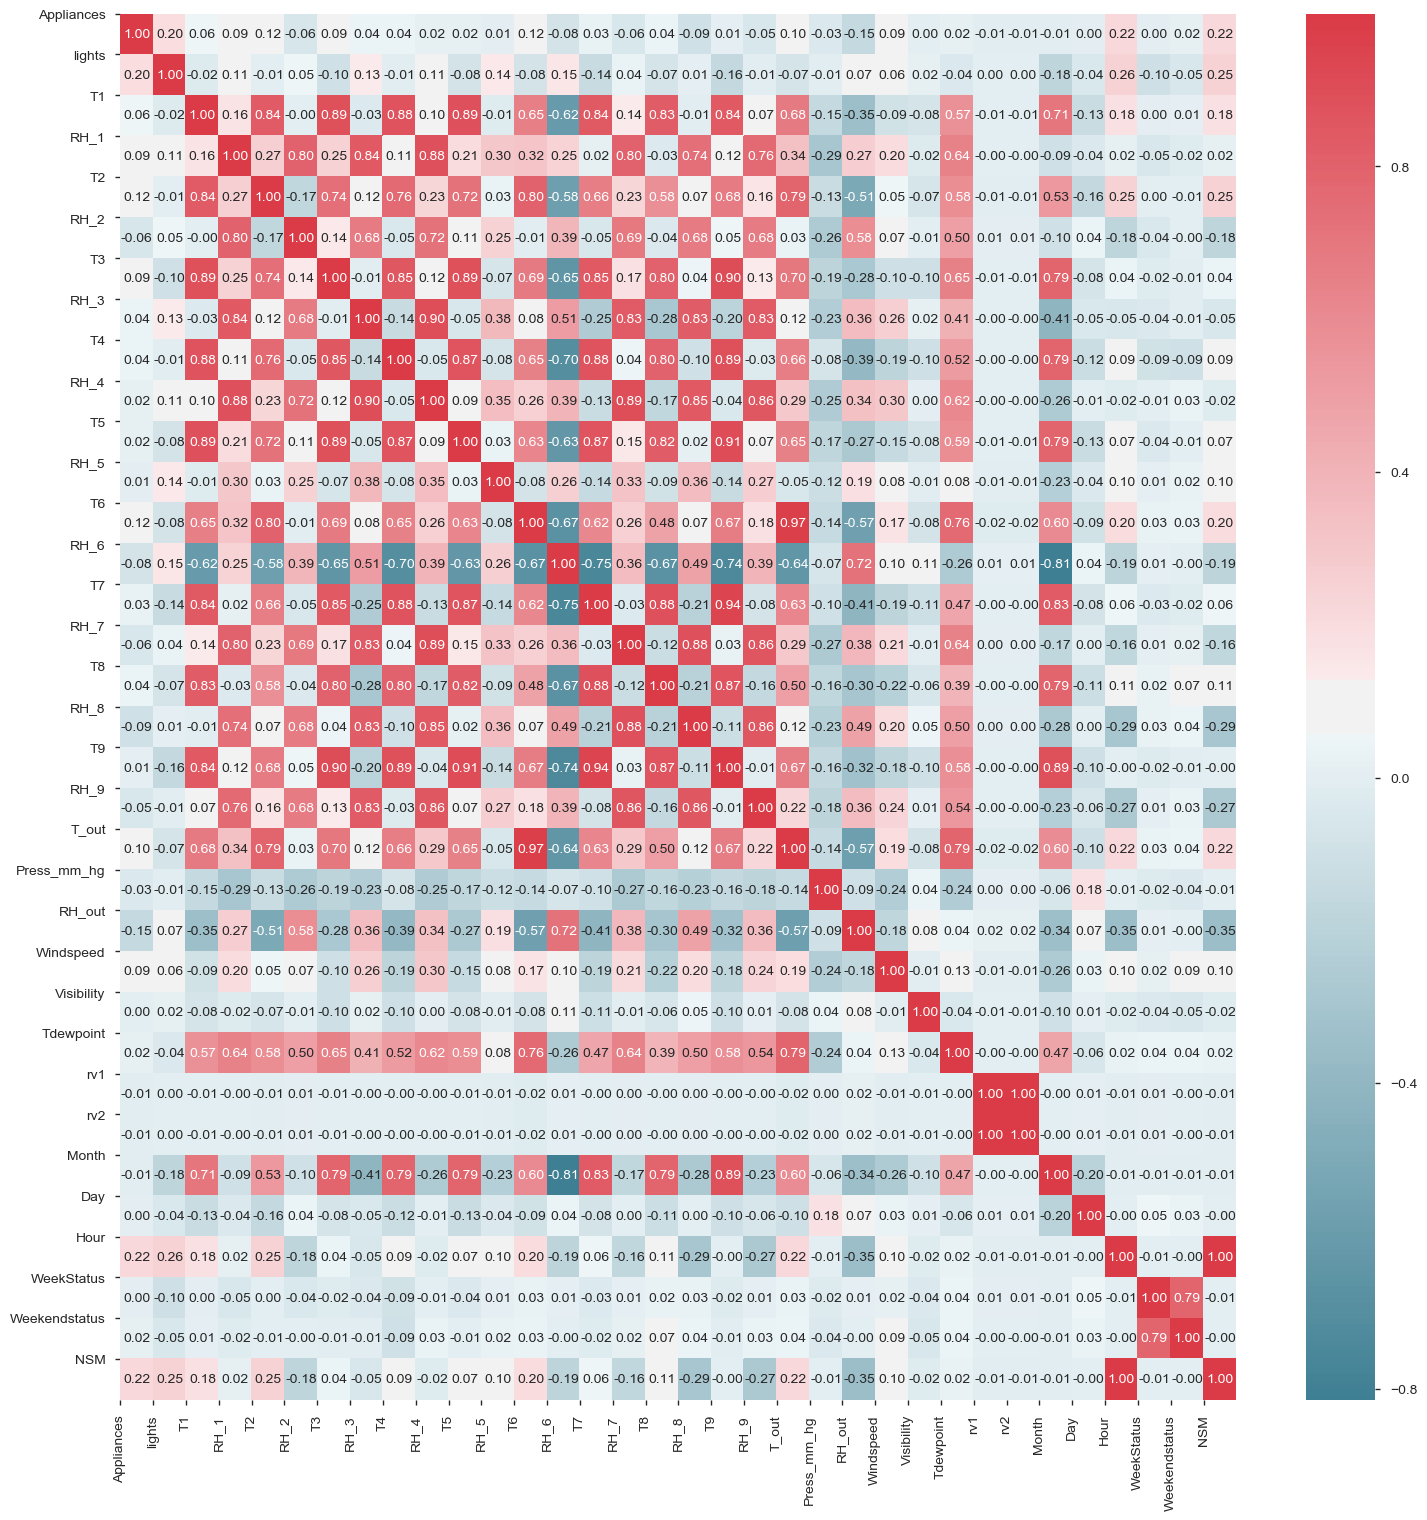 Appliances
1.00 0.20 0.06 0.09 0.12 -0.06 0.09 0.04 0.04 0.02 0.02 0.01 0.12 -0.08 0.03 -0.06 0.04 -0.09 0.01 -0.05 0.10 -0.03 -0.15 0.09 0.00 0.02 -0.01 -0.01 -0.01 0.00 0.22 0.00 0.02 0.22
lights
0.20 1.00 -0.02 0.11 -0.01 0.05 -0.10 0.13 -0.01 0.11 -0.08 0.14 -0.08 0.15 -0.14 0.04 -0.07 0.01 -0.16 -0.01 -0.07 -0.01 0.07 0.06 0.02 -0.04 0.00 0.00 -0.18 -0.04 0.26 -0.10 -0.05 0.25
T1
0.06 -0.02 1.00 0.16 0.84 -0.00 0.89 -0.03 0.88 0.10 0.89 -0.01 0.65 -0.62 0.84 0.14 0.83 -0.01 0.84 0.07 0.68 -0.15 -0.35 -0.09 -0.08 0.57 -0.01 -0.01 0.71 -0.13 0.18 0.00 0.01 0.18
RH_1
0.09 0.11 0.16 1.00 0.27 0.80 0.25 0.84 0.11 0.88 0.21 0.30 0.32 0.25 0.02 0.80 -0.03 0.74 0.12 0.76 0.34 -0.29 0.27 0.20 -0.02 0.64 -0.00 -0.00 -0.09 -0.04 0.02 -0.05 -0.02 0.02
T2
0.12 -0.01 0.84 0.27 1.00 -0.17 0.74 0.12 0.76 0.23 0.72 0.03 0.80 -0.58 0.66 0.23 0.58 0.07 0.68 0.16 0.79 -0.13 -0.51 0.05 -0.07 0.58 -0.01 -0.01 0.53 -0.16 0.25 0.00 -0.01 0.25
RH_2
-0.06 0.05 -0.00 0.80 -0.17 1.00 0.14 0.68 -0.05 0.72 0.11 0.25 -0.01 0.39 -0.05 0.69 -0.04 0.68 0.05 0.68 0.03 -0.26 0.58 0.07 -0.01 0.50 0.01 0.01 -0.10 0.04 -0.18 -0.04 -0.00 -0.18
T3
0.09 -0.10 0.89 0.25 0.74 0.14 1.00 -0.01 0.85 0.12 0.89 -0.07 0.69 -0.65 0.85 0.17 0.80 0.04 0.90 0.13 0.70 -0.19 -0.28 -0.10 -0.10 0.65 -0.01 -0.01 0.79 -0.08 0.04 -0.02 -0.01 0.04
RH_3
0.04 0.13 -0.03 0.84 0.12 0.68 -0.01 1.00 -0.14 0.90 -0.05 0.38 0.08 0.51 -0.25 0.83 -0.28 0.83 -0.20 0.83 0.12 -0.23 0.36 0.26 0.02 0.41 -0.00 -0.00 -0.41 -0.05 -0.05 -0.04 -0.01 -0.05
T4
0.04 -0.01 0.88 0.11 0.76 -0.05 0.85 -0.14 1.00 -0.05 0.87 -0.08 0.65 -0.70 0.88 0.04 0.80 -0.10 0.89 -0.03 0.66 -0.08 -0.39 -0.19 -0.10 0.52 -0.00 -0.00 0.79 -0.12 0.09 -0.09 -0.09 0.09
RH_4
0.02 0.11 0.10 0.88 0.23 0.72 0.12 0.90 -0.05 1.00 0.09 0.35 0.26 0.39 -0.13 0.89 -0.17 0.85 -0.04 0.86 0.29 -0.25 0.34 0.30 0.00 0.62 -0.00 -0.00 -0.26 -0.01 -0.02 -0.01 0.03 -0.02
T5
0.02 -0.08 0.89 0.21 0.72 0.11 0.89 -0.05 0.87 0.09 1.00 0.03 0.63 -0.63 0.87 0.15 0.82 0.02 0.91 0.07 0.65 -0.17 -0.27 -0.15 -0.08 0.59 -0.01 -0.01 0.79 -0.13 0.07 -0.04 -0.01 0.07
RH_5
0.01 0.14 -0.01 0.30 0.03 0.25 -0.07 0.38 -0.08 0.35 0.03 1.00 -0.08 0.26 -0.14 0.33 -0.09 0.36 -0.14 0.27 -0.05 -0.12 0.19 0.08 -0.01 0.08 -0.01 -0.01 -0.23 -0.04 0.10 0.01 0.02 0.10
T6
0.12 -0.08 0.65 0.32 0.80 -0.01 0.69 0.08 0.65 0.26 0.63 -0.08 1.00 -0.67 0.62 0.26 0.48 0.07 0.67 0.18 0.97 -0.14 -0.57 0.17 -0.08 0.76 -0.02 -0.02 0.60 -0.09 0.20 0.03 0.03 0.20
RH_6
-0.08 0.15 -0.62 0.25 -0.58 0.39 -0.65 0.51 -0.70 0.39 -0.63 0.26 -0.67 1.00 -0.75 0.36 -0.67 0.49 -0.74 0.39 -0.64 -0.07 0.72 0.10 0.11 -0.26 0.01 0.01 -0.81 0.04 -0.19 0.01 -0.00 -0.19
T7
0.03 -0.14 0.84 0.02 0.66 -0.05 0.85 -0.25 0.88 -0.13 0.87 -0.14 0.62 -0.75 1.00 -0.03 0.88 -0.21 0.94 -0.08 0.63 -0.10 -0.41 -0.19 -0.11 0.47 -0.00 -0.00 0.83 -0.08 0.06 -0.03 -0.02 0.06
RH_7
-0.06 0.04 0.14 0.80 0.23 0.69 0.17 0.83 0.04 0.89 0.15 0.33 0.26 0.36 -0.03 1.00 -0.12 0.88 0.03 0.86 0.29 -0.27 0.38 0.21 -0.01 0.64 0.00 0.00 -0.17 0.00 -0.16 0.01 0.02 -0.16
T8
0.04 -0.07 0.83 -0.03 0.58 -0.04 0.80 -0.28 0.80 -0.17 0.82 -0.09 0.48 -0.67 0.88 -0.12 1.00 -0.21 0.87 -0.16 0.50 -0.16 -0.30 -0.22 -0.06 0.39 -0.00 -0.00 0.79 -0.11 0.11 0.02 0.07 0.11
RH_8
-0.09 0.01 -0.01 0.74 0.07 0.68 0.04 0.83 -0.10 0.85 0.02 0.36 0.07 0.49 -0.21 0.88 -0.21 1.00 -0.11 0.86 0.12 -0.23 0.49 0.20 0.05 0.50 0.00 0.00 -0.28 0.00 -0.29 0.03 0.04 -0.29
T9
0.01 -0.16 0.84 0.12 0.68 0.05 0.90 -0.20 0.89 -0.04 0.91 -0.14 0.67 -0.74 0.94 0.03 0.87 -0.11 1.00 -0.01 0.67 -0.16 -0.32 -0.18 -0.10 0.58 -0.00 -0.00 0.89 -0.10 -0.00 -0.02 -0.01 -0.00
RH_9
-0.05 -0.01 0.07 0.76 0.16 0.68 0.13 0.83 -0.03 0.86 0.07 0.27 0.18 0.39 -0.08 0.86 -0.16 0.86 -0.01 1.00 0.22 -0.18 0.36 0.24 0.01 0.54 -0.00 -0.00 -0.23 -0.06 -0.27 0.01 0.03 -0.27
T_out
0.10 -0.07 0.68 0.34 0.79 0.03 0.70 0.12 0.66 0.29 0.65 -0.05 0.97 -0.64 0.63 0.29 0.50 0.12 0.67 0.22 1.00 -0.14 -0.57 0.19 -0.08 0.79 -0.02 -0.02 0.60 -0.10 0.22 0.03 0.04 0.22
Press_mm_hg
-0.03 -0.01 -0.15 -0.29 -0.13 -0.26 -0.19 -0.23 -0.08 -0.25 -0.17 -0.12 -0.14 -0.07 -0.10 -0.27 -0.16 -0.23 -0.16 -0.18 -0.14 1.00 -0.09 -0.24 0.04 -0.24 0.00 0.00 -0.06 0.18 -0.01 -0.02 -0.04 -0.01
RH_out
-0.15 0.07 -0.35 0.27 -0.51 0.58 -0.28 0.36 -0.39 0.34 -0.27 0.19 -0.57 0.72 -0.41 0.38 -0.30 0.49 -0.32 0.36 -0.57 -0.09 1.00 -0.18 0.08 0.04 0.02 0.02 -0.34 0.07 -0.35 0.01 -0.00 -0.35
Windspeed
0.09 0.06 -0.09 0.20 0.05 0.07 -0.10 0.26 -0.19 0.30 -0.15 0.08 0.17 0.10 -0.19 0.21 -0.22 0.20 -0.18 0.24 0.19 -0.24 -0.18 1.00 -0.01 0.13 -0.01 -0.01 -0.26 0.03 0.10 0.02 0.09 0.10
Visibility
0.00 0.02 -0.08 -0.02 -0.07 -0.01 -0.10 0.02 -0.10 0.00 -0.08 -0.01 -0.08 0.11 -0.11 -0.01 -0.06 0.05 -0.10 0.01 -0.08 0.04 0.08 -0.01 1.00 -0.04 -0.01 -0.01 -0.10 0.01 -0.02 -0.04 -0.05 -0.02
Tdewpoint
0.02 -0.04 0.57 0.64 0.58 0.50 0.65 0.41 0.52 0.62 0.59 0.08 0.76 -0.26 0.47 0.64 0.39 0.50 0.58 0.54 0.79 -0.24 0.04 0.13 -0.04 1.00 -0.00 -0.00 0.47 -0.06 0.02 0.04 0.04 0.02
rv1
-0.01 0.00 -0.01 -0.00 -0.01 0.01 -0.01 -0.00 -0.00 -0.00 -0.01 -0.01 -0.02 0.01 -0.00 0.00 -0.00 0.00 -0.00 -0.00 -0.02 0.00 0.02 -0.01 -0.01 -0.00 1.00 1.00 -0.00 0.01 -0.01 0.01 -0.00 -0.01
rv2
-0.01 0.00 -0.01 -0.00 -0.01 0.01 -0.01 -0.00 -0.00 -0.00 -0.01 -0.01 -0.02 0.01 -0.00 0.00 -0.00 0.00 -0.00 -0.00 -0.02 0.00 0.02 -0.01 -0.01 -0.00 1.00 1.00 -0.00 0.01 -0.01 0.01 -0.00 -0.01
Month
-0.01 -0.18 0.71 -0.09 0.53 -0.10 0.79 -0.41 0.79 -0.26 0.79 -0.23 0.60 -0.81 0.83 -0.17 0.79 -0.28 0.89 -0.23 0.60 -0.06 -0.34 -0.26 -0.10 0.47 -0.00 -0.00 1.00 -0.20 -0.01 -0.01 -0.01 -0.01
Day
0.00 -0.04 -0.13 -0.04 -0.16 0.04 -0.08 -0.05 -0.12 -0.01 -0.13 -0.04 -0.09 0.04 -0.08 0.00 -0.11 0.00 -0.10 -0.06 -0.10 0.18 0.07 0.03 0.01 -0.06 0.01 0.01 -0.20 1.00 -0.00 0.05 0.03 -0.00
Hour
0.22 0.26 0.18 0.02 0.25 -0.18 0.04 -0.05 0.09 -0.02 0.07 0.10 0.20 -0.19 0.06 -0.16 0.11 -0.29 -0.00 -0.27 0.22 -0.01 -0.35 0.10 -0.02 0.02 -0.01 -0.01 -0.01 -0.00 1.00 -0.01 -0.00 1.00
WeekStatus
0.00 -0.10 0.00 -0.05 0.00 -0.04 -0.02 -0.04 -0.09 -0.01 -0.04 0.01 0.03 0.01 -0.03 0.01 0.02 0.03 -0.02 0.01 0.03 -0.02 0.01 0.02 -0.04 0.04 0.01 0.01 -0.01 0.05 -0.01 1.00 0.79 -0.01
Weekendstatus
0.02 -0.05 0.01 -0.02 -0.01 -0.00 -0.01 -0.01 -0.09 0.03 -0.01 0.02 0.03 -0.00 -0.02 0.02 0.07 0.04 -0.01 0.03 0.04 -0.04 -0.00 0.09 -0.05 0.04 -0.00 -0.00 -0.01 0.03 -0.00 0.79 1.00 -0.00
NSM
0.22 0.25 0.18 0.02 0.25 -0.18 0.04 -0.05 0.09 -0.02 0.07 0.10 0.20 -0.19 0.06 -0.16 0.11 -0.29 -0.00 -0.27 0.22 -0.01 -0.35 0.10 -0.02 0.02 -0.01 -0.01 -0.01 -0.00 1.00 -0.01 -0.00 1.00
Appliances lights T1 RH_1 T2 RH_2 T3 RH_3 T4 RH_4 T5 RH_5 T6 RH_6 T7 RH_7 T8 RH_8 T9 RH_9 T_out Press_mm_hg RH_out Windspeed Visibility Tdewpoint rv1 rv2 Month Day Hour WeekStatus Weekendstatus NSM
0.8
0.4
0.0
−0.4
−0.8